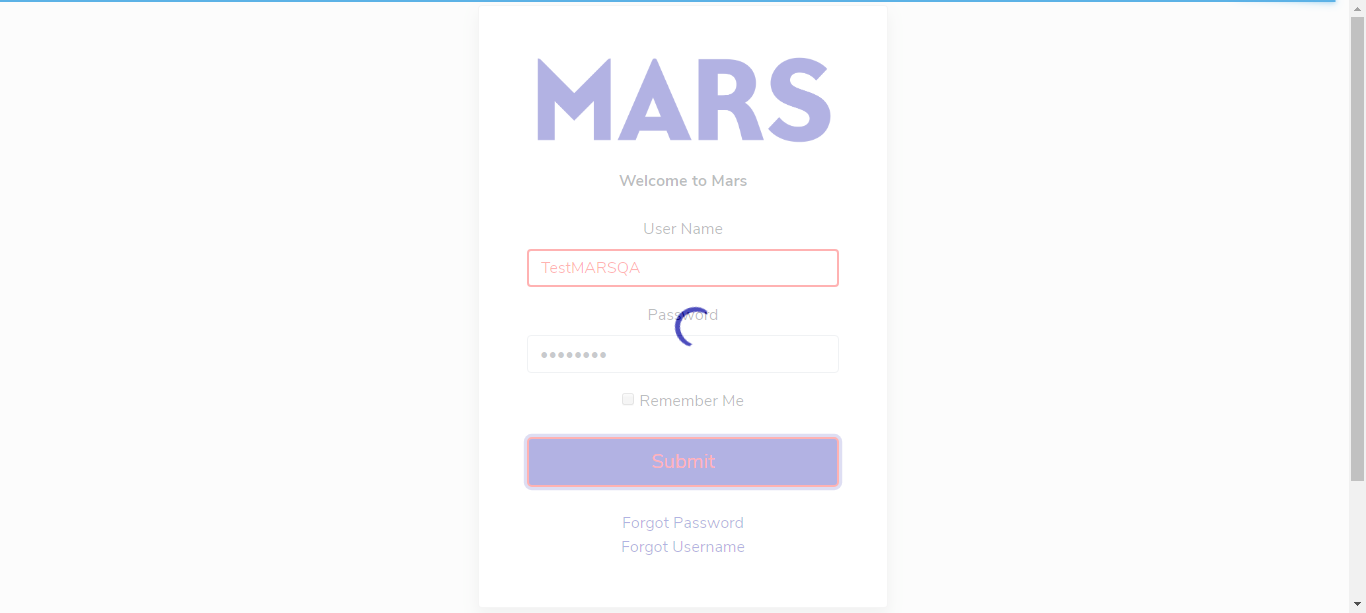 MARS
Welcome to Mars
User Name
TestMARSQA
Password
Remember Me
Submit
Forgot Password
Forgot Username